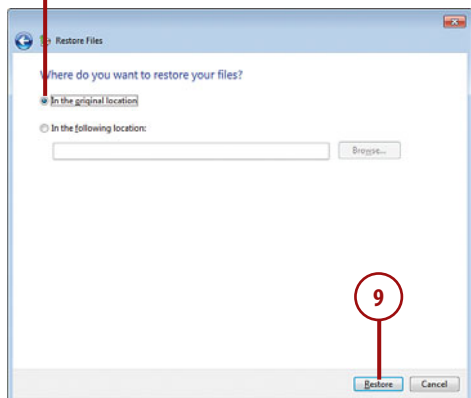 Restore Files
Where do you want to restore your files?
In the original location
In the following location:
Browse...
9
Restore Cancel